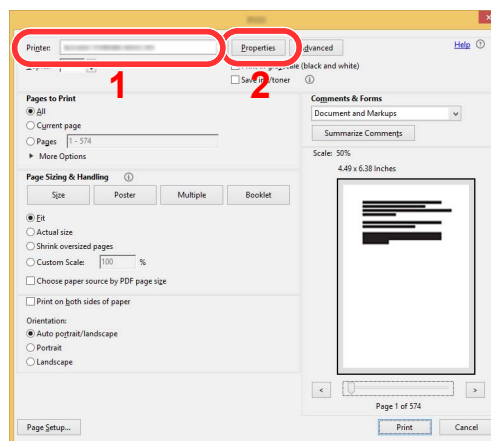 Printer:
Properties
Advanced
Help
1
2
(black and white)
Pages to Print
All
Current page
Pages 1 - 574
More Options
Comments & Forms
Document and Markups
Summarize Comments
Page Sizing & Handling
Size Poster Multiple Booklet
Fit
Actual size
Shrink oversized pages
Custom Scale: 100 %
Choose paper source by PDF page size
Print on both sides of paper
Orientation:
Auto portrait/landscape
Portrait
Landscape
Scale: 50%
4.49 x 6.38 Inches
< >
Page 1 of 574
Page Setup...
Print Cancel